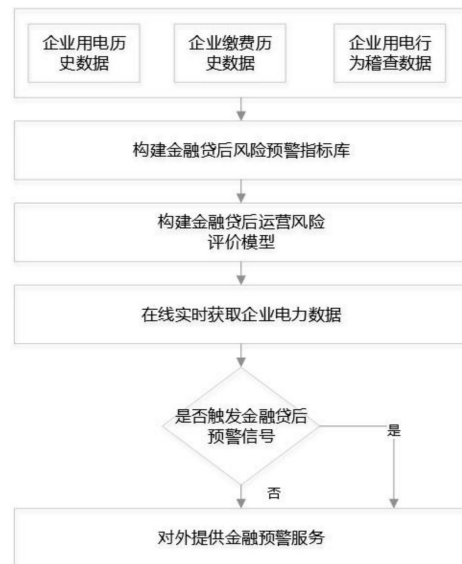 企业用电历
史数据
企业缴费历
史数据
企业用电行
为稽查数据
构建金融贷后风险预警指标库
构建金融贷后运营风险
评价模型
在线实时获取企业电力数据
是否触发金融贷后
预警信号
是
否
对外提供金融预警服务